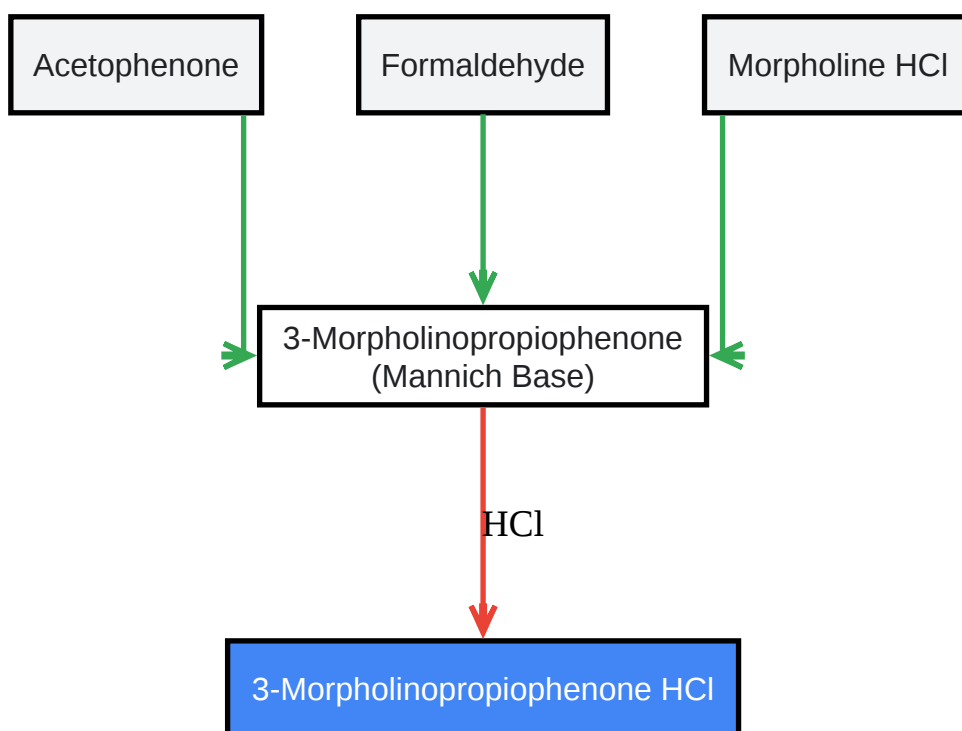 Acetophenone
Formaldehyde
Morpholine HCl
3-Morpholinopropiophenone
(Mannich Base)
HCl
3-Morpholinopropiophenone HCl